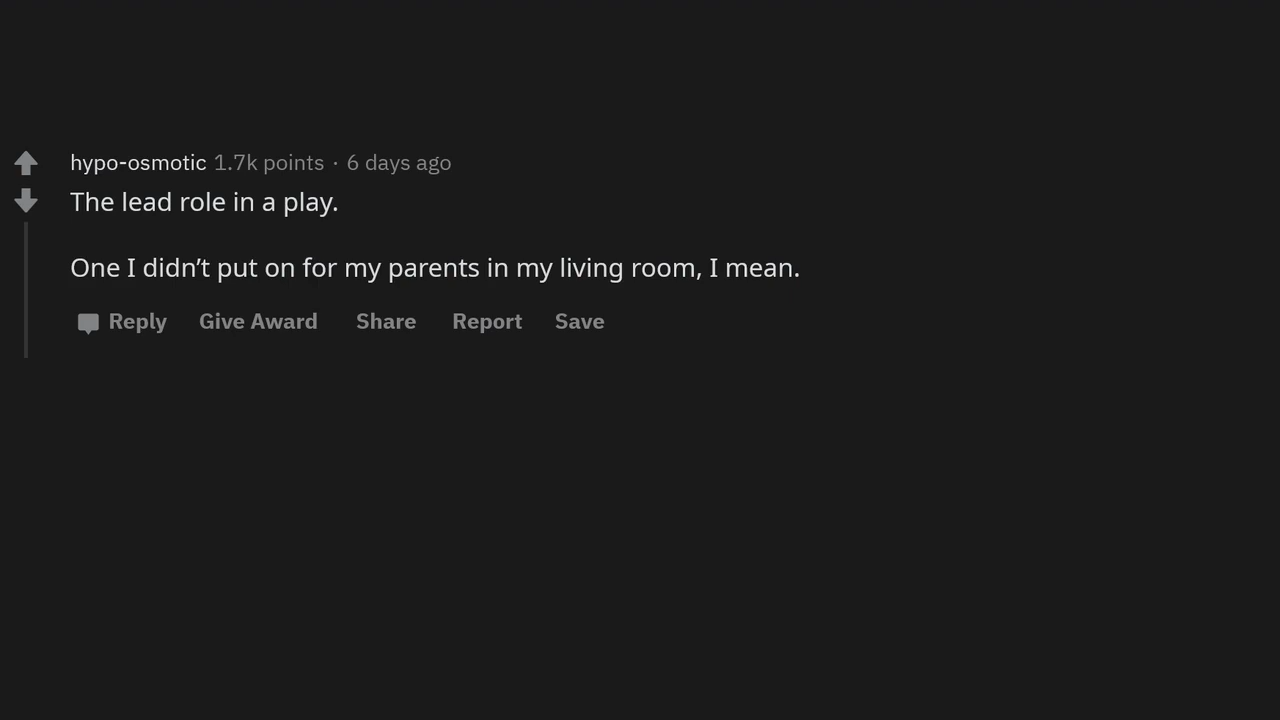 hypo-osmotic 1.7k points · 6 days ago
The lead role in a play.
One I didn’t put on for my parents in my living room, I mean.
Reply Give Award Share Report Save